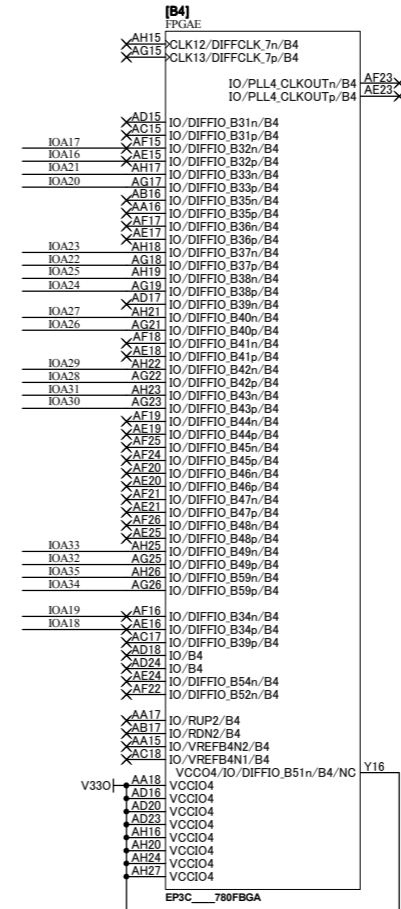 [B4]
FPGAE
AH15 CLK12/DIFFCLK_7n/B4
AG15 CLK13/DIFFCLK_7p/B4
IO/PLL4_CLKOUTn/B4 AF23
IO/PLL4_CLKOUTp/B4 AE23
AD15 IO/DIFFIO_B31n/B4
AC15 IO/DIFFIO_B31p/B4
IOA17 AF15 IO/DIFFIO_B32n/B4
IOA16 AE15 IO/DIFFIO_B32p/B4
IOA21 AH17 IO/DIFFIO_B33n/B4
IOA20 AG17 IO/DIFFIO_B33p/B4
AB16 IO/DIFFIO_B35n/B4
AA16 IO/DIFFIO_B35p/B4
AF17 IO/DIFFIO_B36n/B4
AE17 IO/DIFFIO_B36p/B4
IOA23 AH18 IO/DIFFIO_B37n/B4
IOA22 AG18 IO/DIFFIO_B37p/B4
IOA25 AH19 IO/DIFFIO_B38n/B4
IOA24 AG19 IO/DIFFIO_B38p/B4
AD17 IO/DIFFIO_B39n/B4
IOA27 AH21 IO/DIFFIO_B40n/B4
IOA26 AG21 IO/DIFFIO_B40p/B4
AF18 IO/DIFFIO_B41n/B4
AE18 IO/DIFFIO_B41p/B4
IOA29 AH22 IO/DIFFIO_B42n/B4
IOA28 AG22 IO/DIFFIO_B42p/B4
IOA31 AH23 IO/DIFFIO_B43n/B4
IOA30 AG23 IO/DIFFIO_B43p/B4
AF19 IO/DIFFIO_B44n/B4
AE19 IO/DIFFIO_B44p/B4
AF25 IO/DIFFIO_B45n/B4
AF24 IO/DIFFIO_B45p/B4
AF20 IO/DIFFIO_B46n/B4
AE20 IO/DIFFIO_B46p/B4
AF21 IO/DIFFIO_B47n/B4
AE21 IO/DIFFIO_B47p/B4
AF26 IO/DIFFIO_B48n/B4
AE25 IO/DIFFIO_B48p/B4
IOA33 AH25 IO/DIFFIO_B49n/B4
IOA32 AG25 IO/DIFFIO_B49p/B4
IOA35 AH26 IO/DIFFIO_B59n/B4
IOA34 AG26 IO/DIFFIO_B59p/B4
IOA19 AF16 IO/DIFFIO_B34n/B4
IOA18 AE16 IO/DIFFIO_B34p/B4
AC17 IO/DIFFIO_B39p/B4
AD18 IO/B4
AD24 IO/B4
AE24 IO/DIFFIO_B54n/B4
AF22 IO/DIFFIO_B52n/B4
AA17 IO/RUP2/B4
AB17 IO/RDN2/B4
AA15 IO/VREFB4N2/B4
AC18 IO/VREFB4N1/B4
VCCO4/IO/DIFFIO_B51n/B4/NC Y16
V33O AA18 VCCIO4
AD16 VCCIO4
AD20 VCCIO4
AD23 VCCIO4
AH16 VCCIO4
AH20 VCCIO4
AH24 VCCIO4
AH27 VCCIO4
EP3C___780FBGA